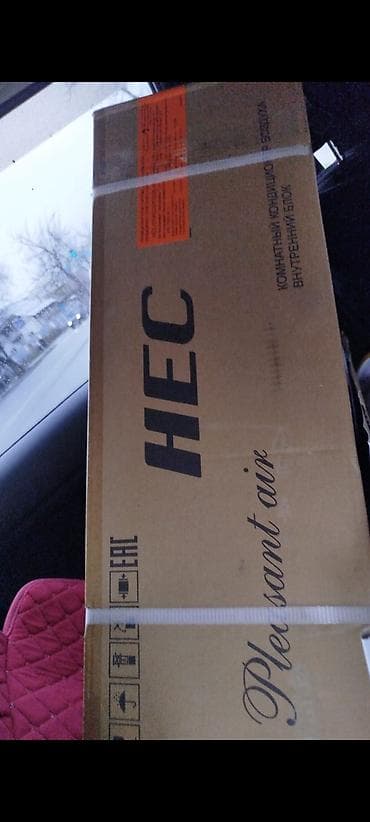 HEC
Pleasant air
КОМНАТНЫЙ КОНДИЦИОНЕР ВОЗДУХА
ВНУТРЕННИЙ БЛОК
EAC